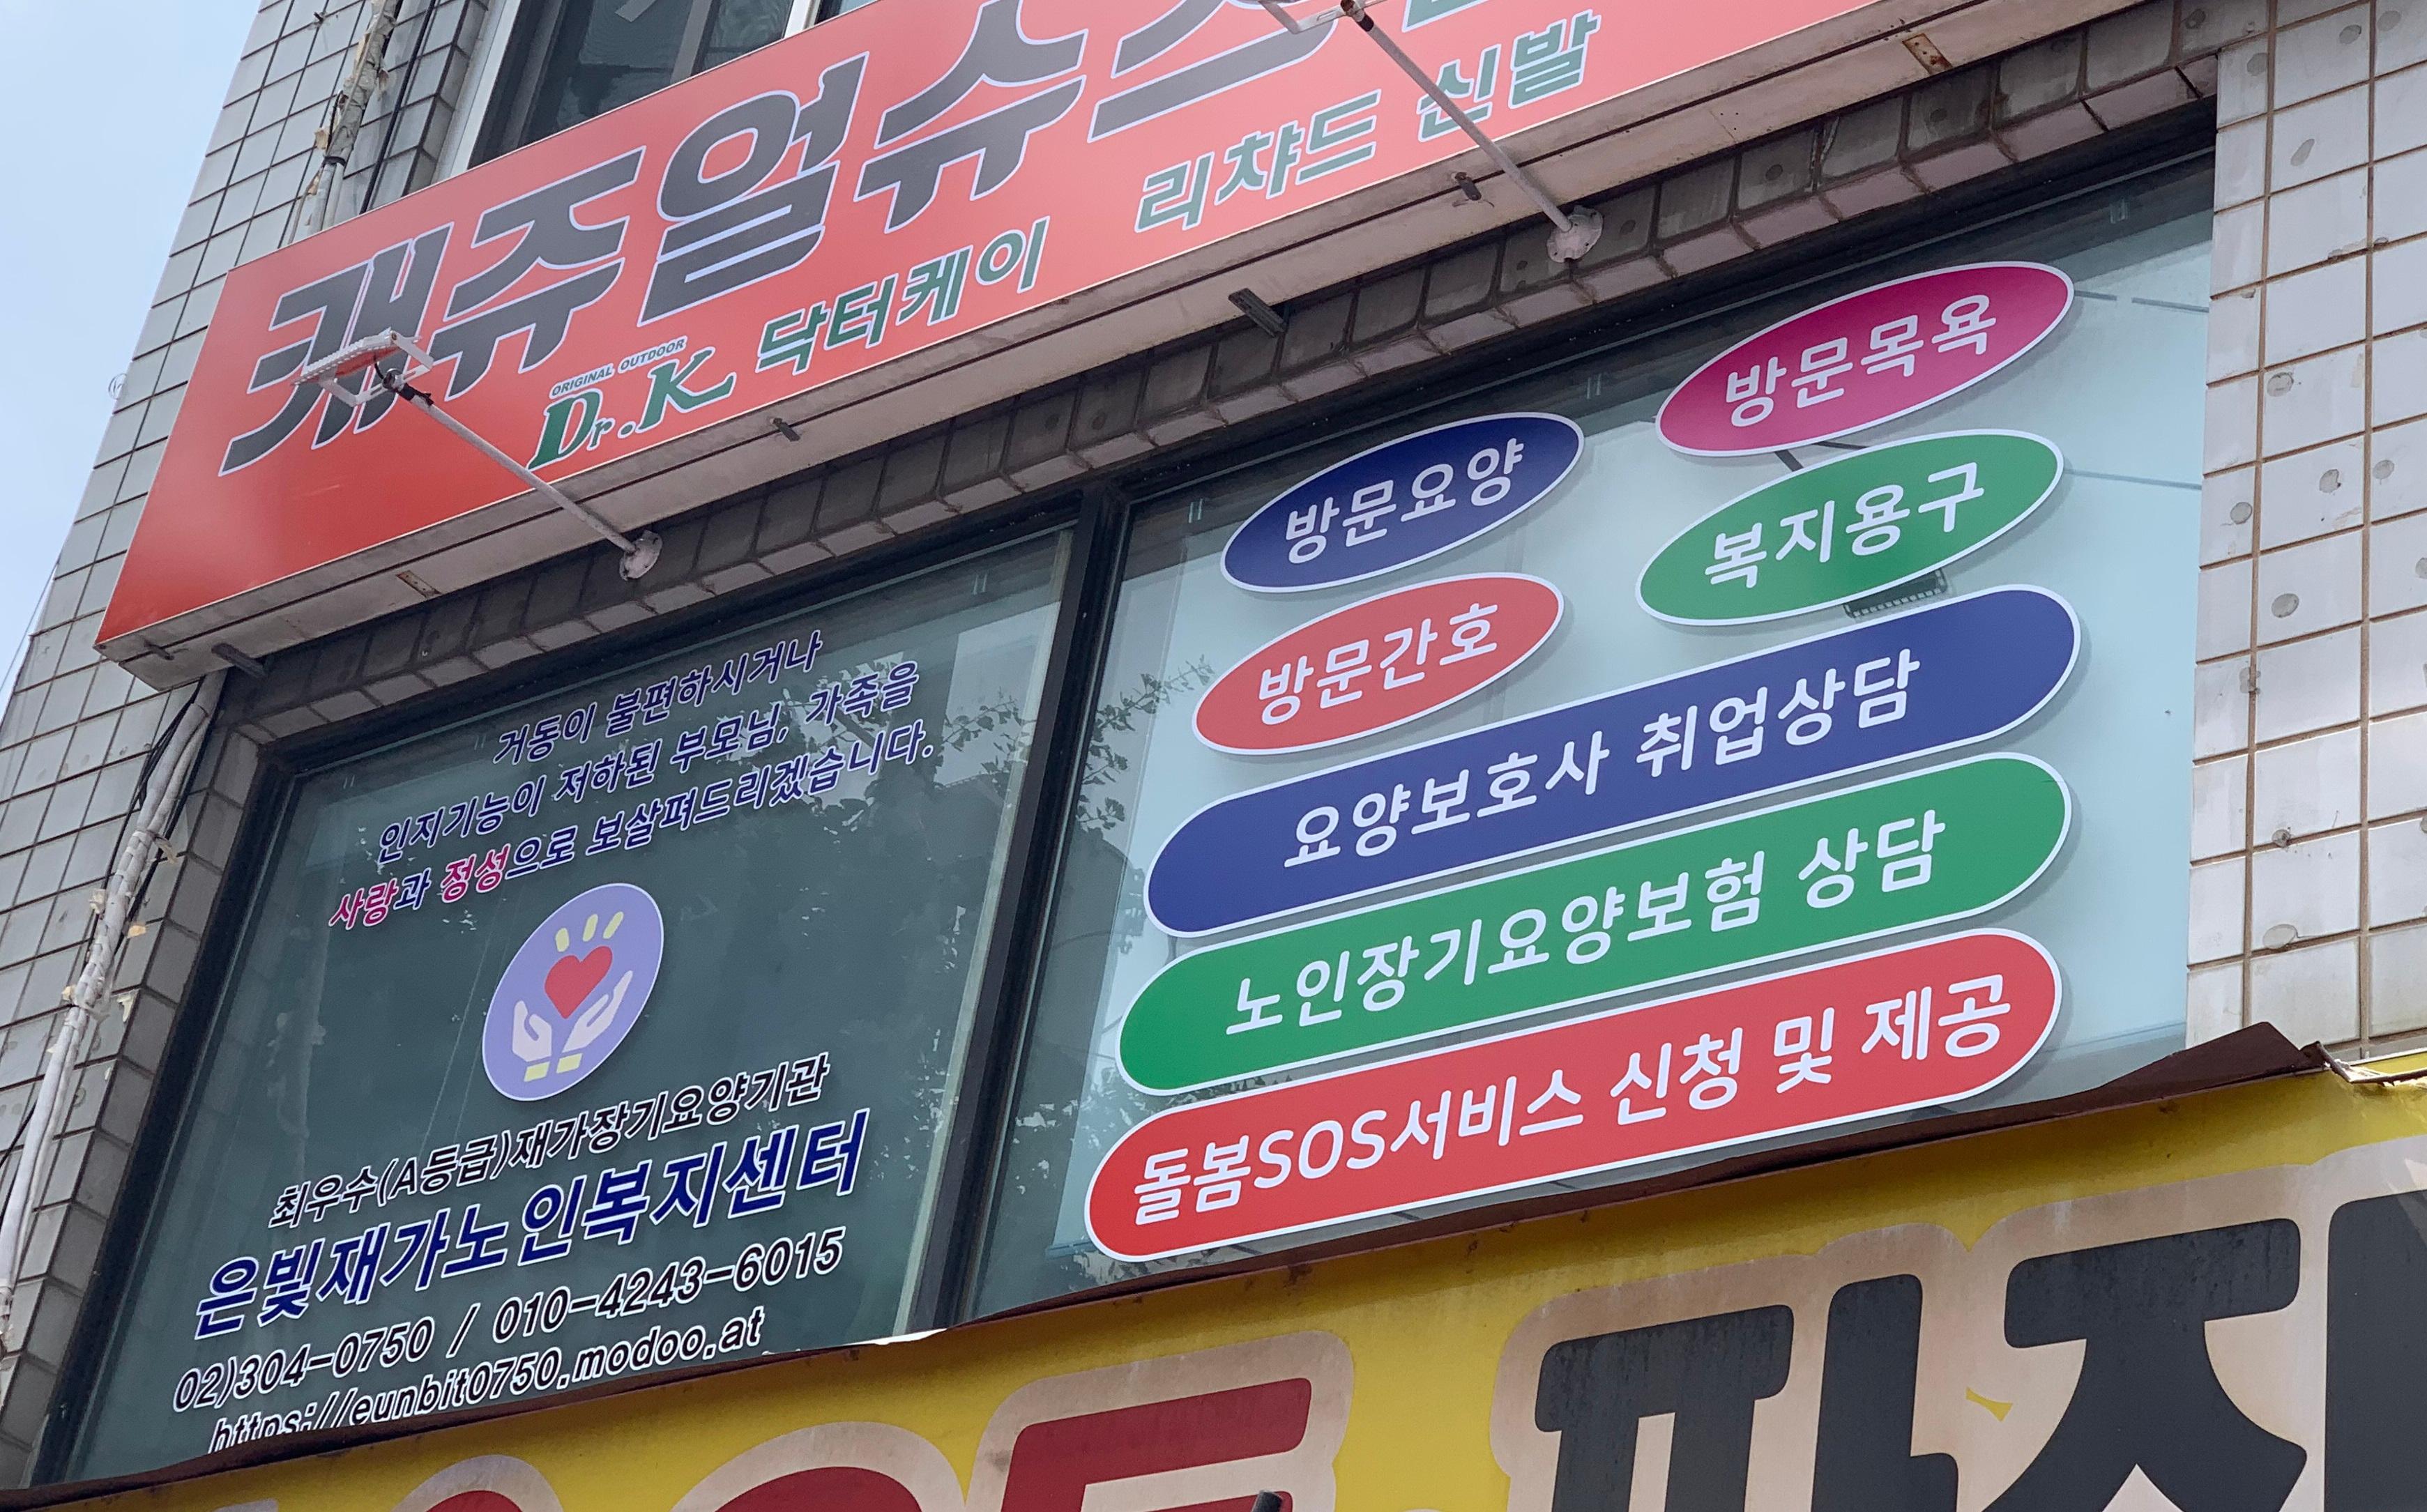 캐쥬얼슈즈
ORIGINAL OUTDOOR
Dr.K 닥터케이 리챠드 신발
거동이 불편하시거나
인지기능이 저하된 부모님, 가족을
사랑과 정성으로 보살펴드리겠습니다.
최우수(A등급)재가장기요양기관
은빛재가노인복지센터
02)304-0750 / 010-4243-6015
https://eunbit0750.modoo.at
방문목욕
방문요양
복지용구
방문간호
요양보호사 취업상담
노인장기요양보험 상담
돌봄SOS서비스 신청 및 제공